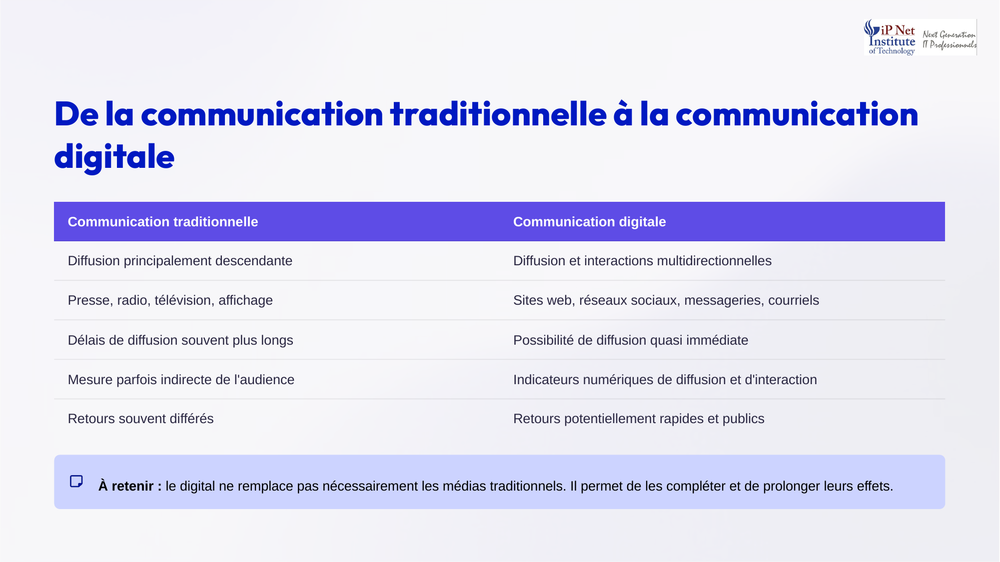 iP Net
Institute
of Technology
Next Generation
IT Professionnels
De la communication traditionnelle à la communication
digitale
Communication traditionnelle Communication digitale
Diffusion principalement descendante Diffusion et interactions multidirectionnelles
Presse, radio, télévision, affichage Sites web, réseaux sociaux, messageries, courriels
Délais de diffusion souvent plus longs Possibilité de diffusion quasi immédiate
Mesure parfois indirecte de l'audience Indicateurs numériques de diffusion et d'interaction
Retours souvent différés Retours potentiellement rapides et publics
À retenir : le digital ne remplace pas nécessairement les médias traditionnels. Il permet de les compléter et de prolonger leurs effets.